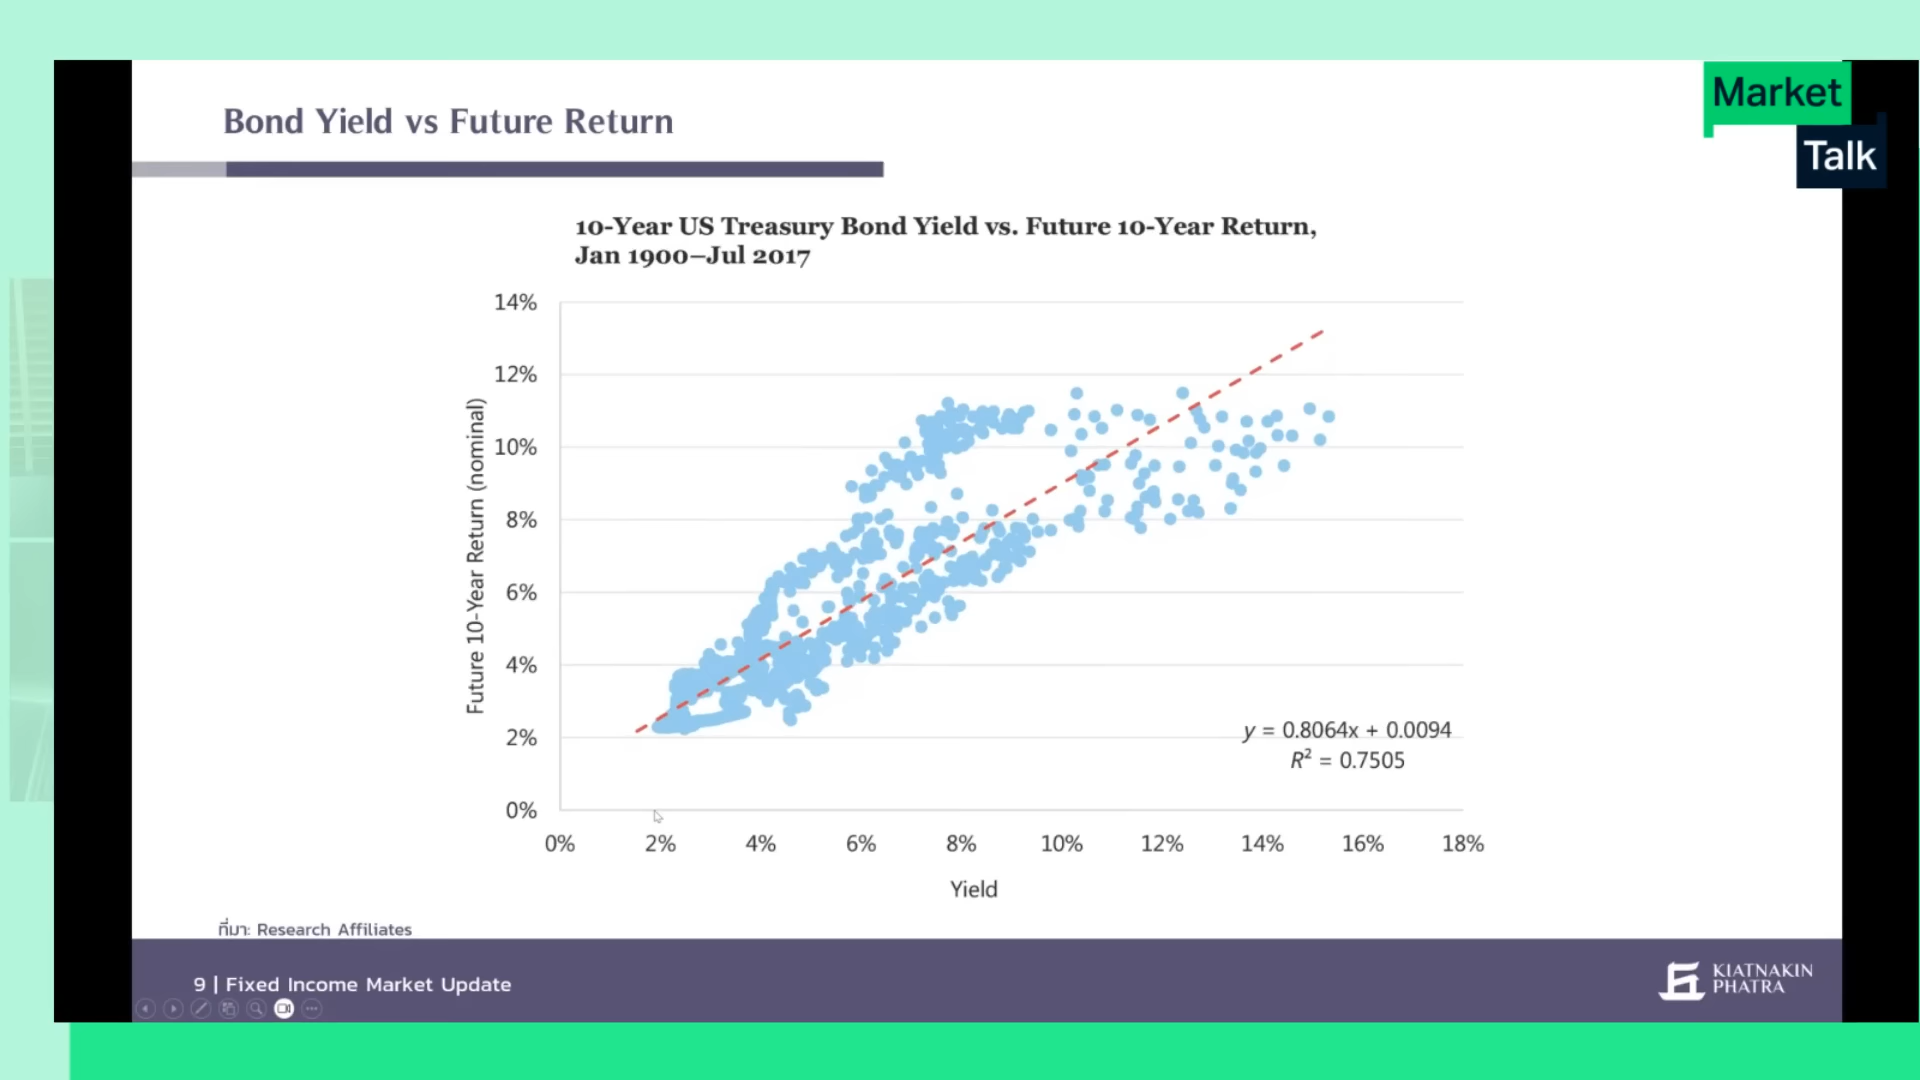 Market
Talk
Bond Yield vs Future Return
10-Year US Treasury Bond Yield vs. Future 10-Year Return,
Jan 1900–Jul 2017
Future 10-Year Return (nominal)
14%
12%
10%
8%
6%
4%
2%
0%
y = 0.8064x + 0.0094
R² = 0.7505
0% 2% 4% 6% 8% 10% 12% 14% 16% 18%
Yield
ที่มา: Research Affiliates
9 | Fixed Income Market Update
KIATNAKIN
PHATRA